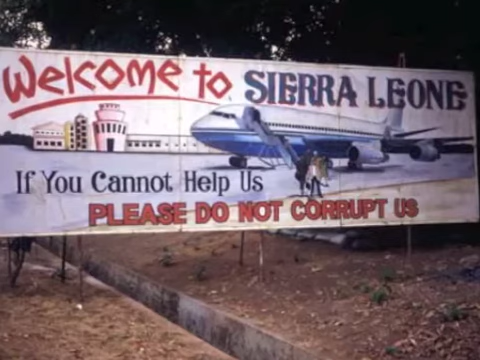 Welcome to SIERRA LEONE
If You Cannot Help Us
PLEASE DO NOT CORRUPT US